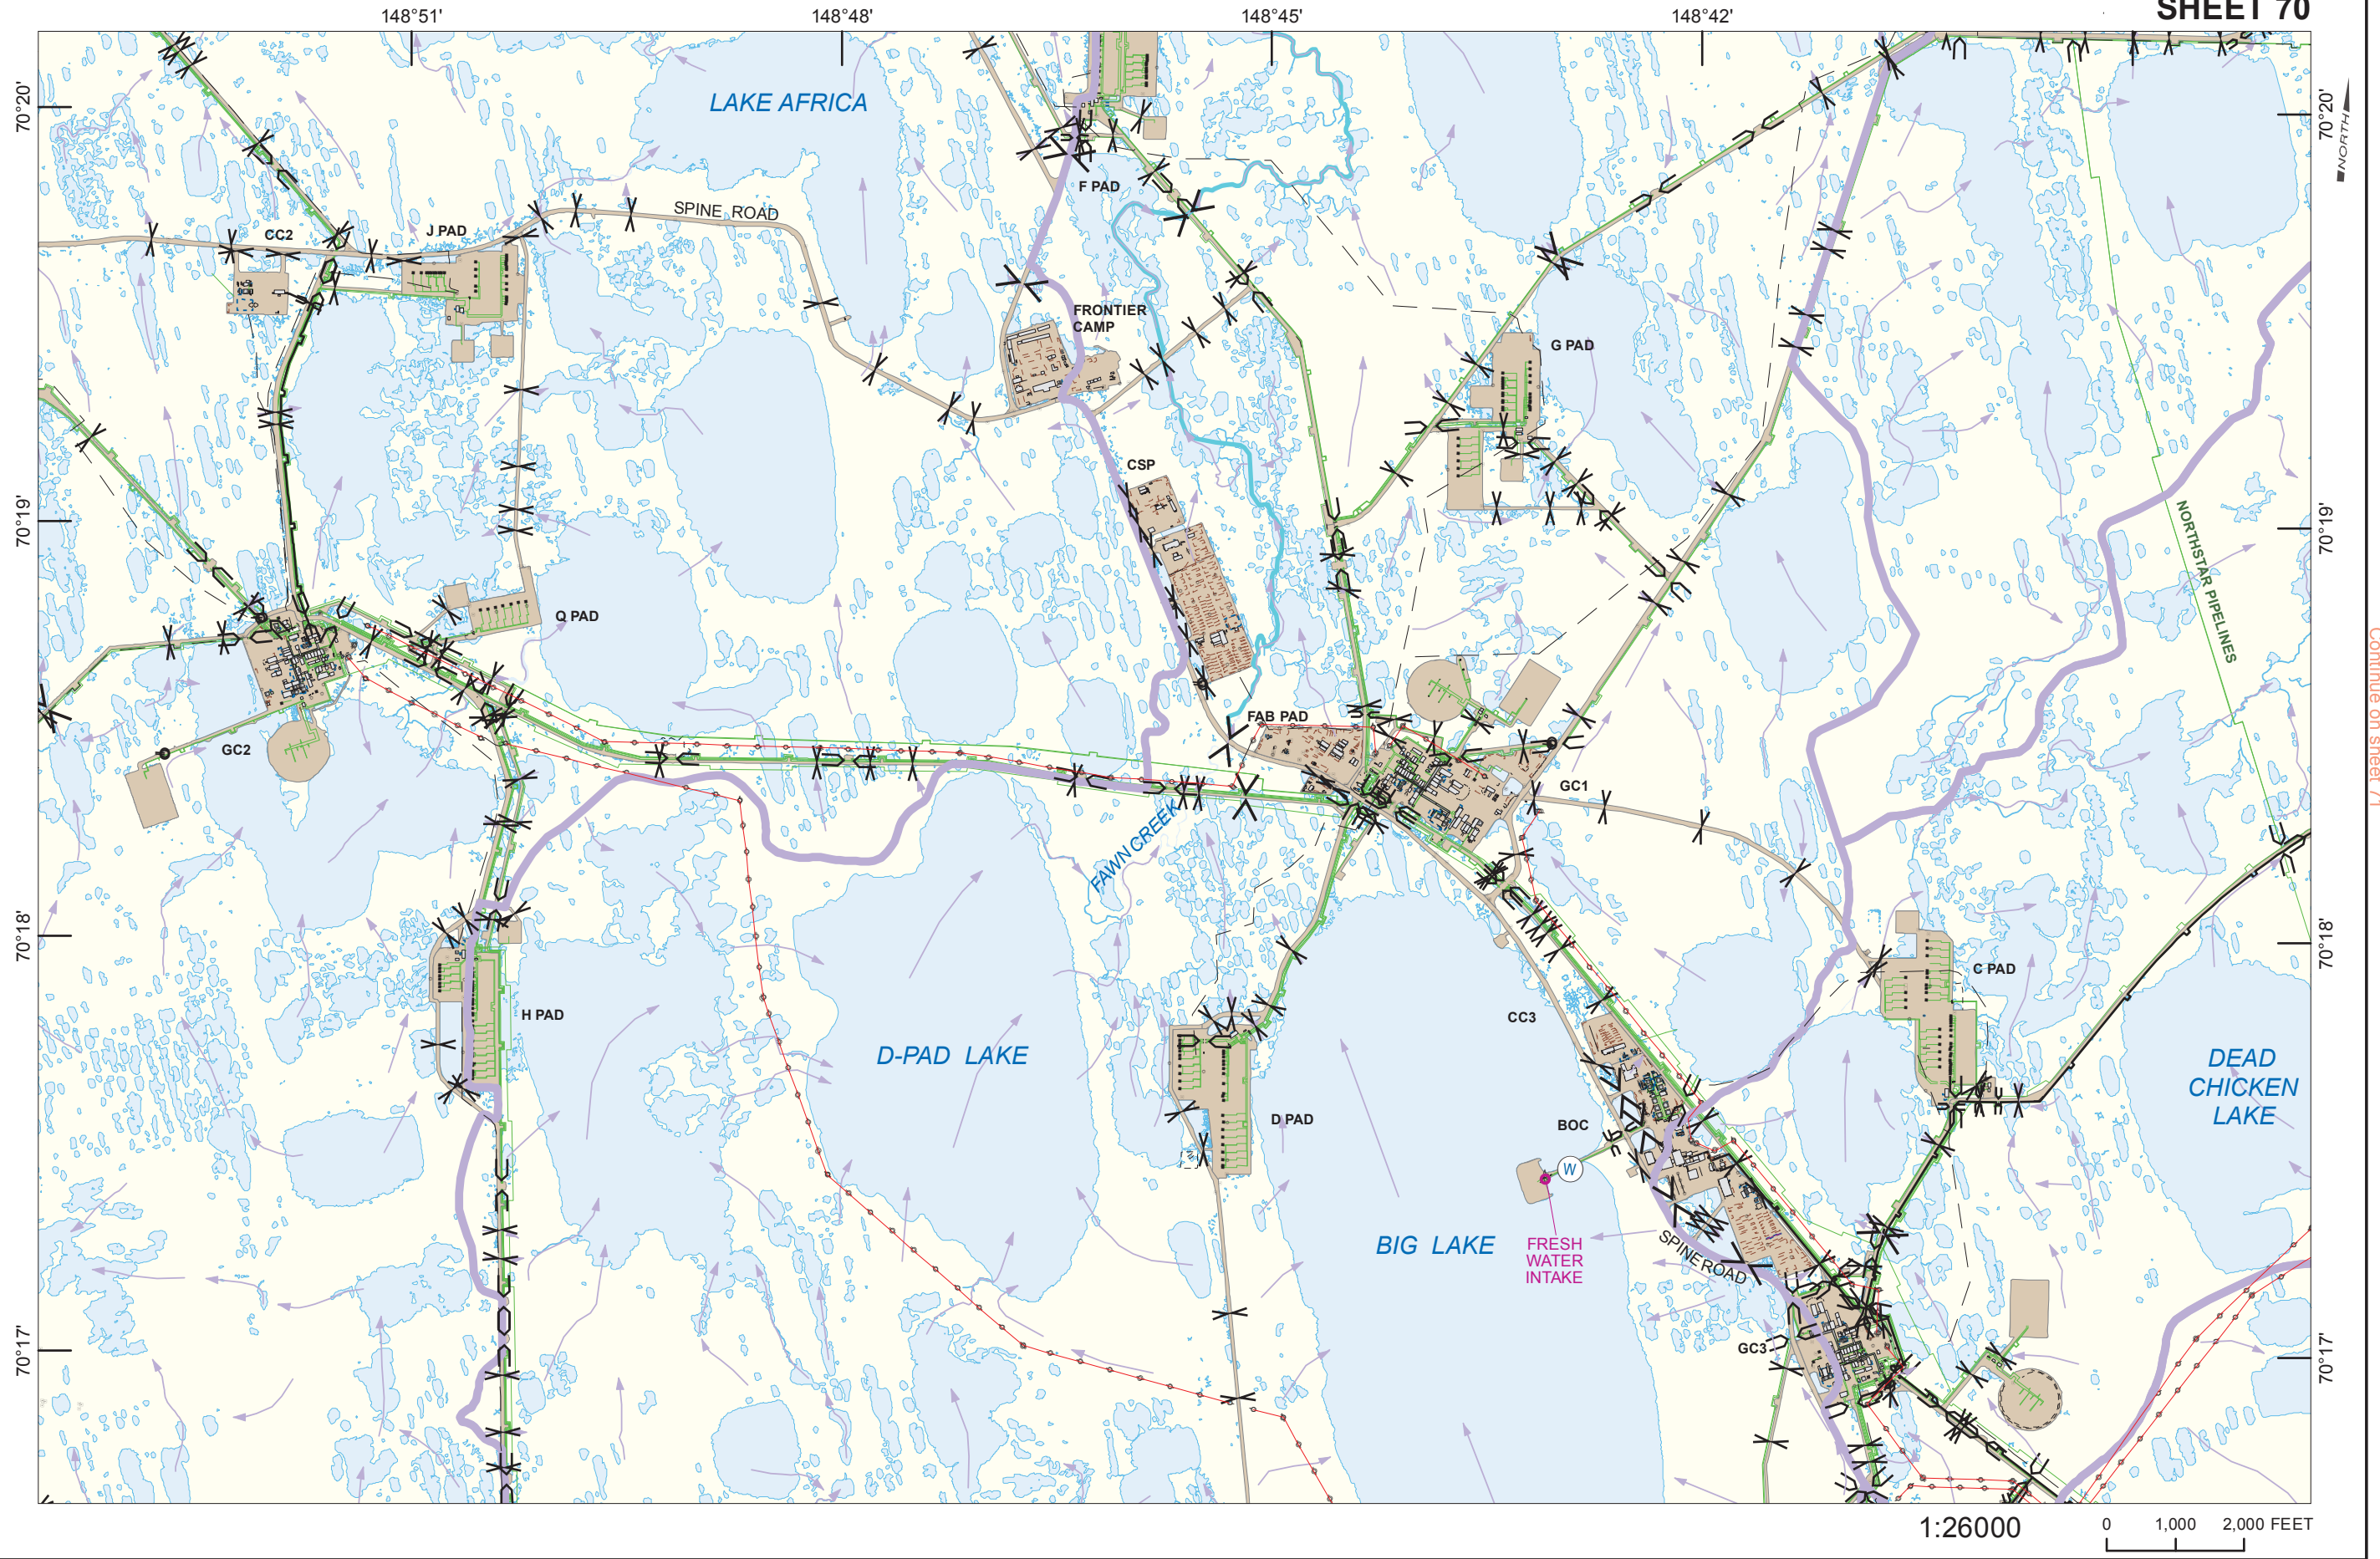 SHEET 70
148°51'
148°48'
148°45'
148°42'
70°20'
70°20'
NORTH
LAKE AFRICA
F PAD
SPINE ROAD
CC2
J PAD
FRONTIER
CAMP
G PAD
CSP
70°19'
70°19'
NORTHSTAR PIPELINES
Q PAD
Continue on sheet 71
FAB PAD
GC2
GC1
FAWN CREEK
70°18'
70°18'
C PAD
H PAD
CC3
D-PAD LAKE
DEAD
CHICKEN
LAKE
D PAD
BOC
W
BIG LAKE
FRESH
WATER
INTAKE
SPINE ROAD
GC3
70°17'
70°17'
1:26000
0 1,000 2,000 FEET